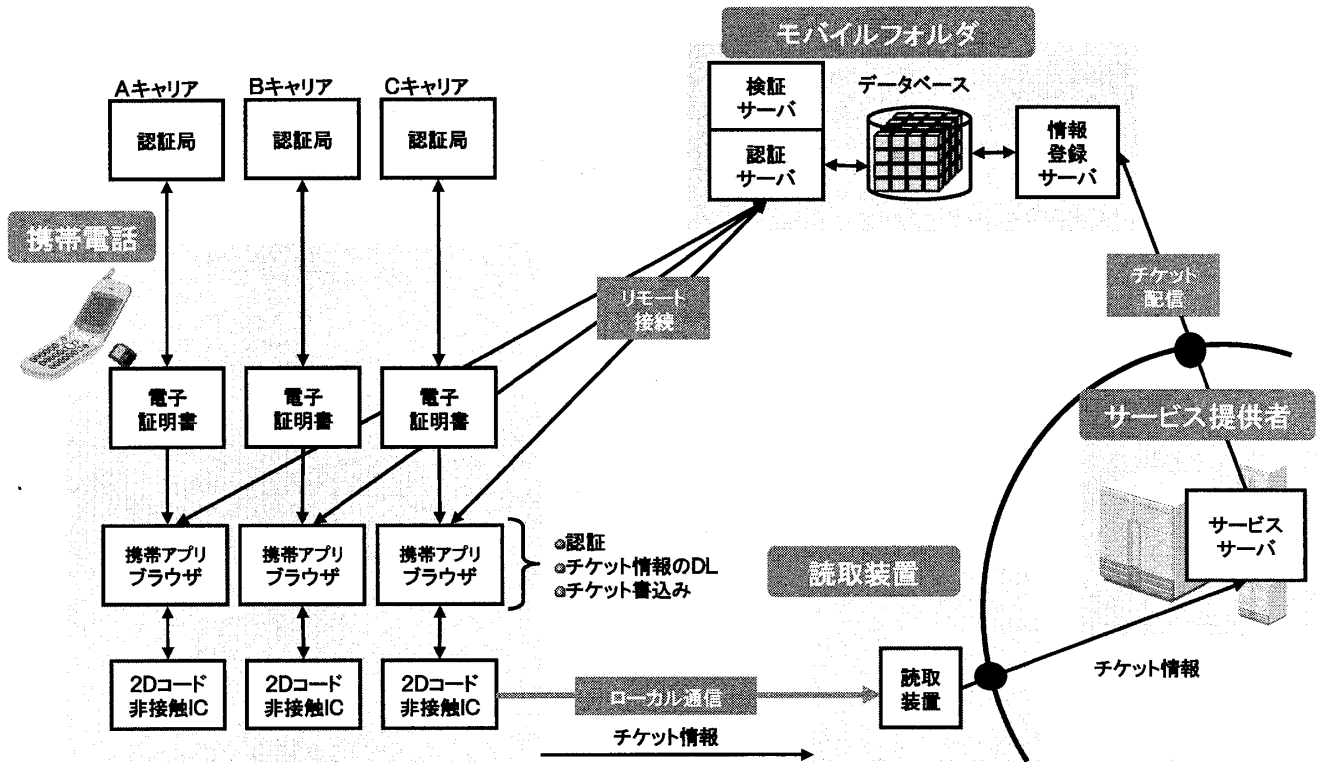 モバイルフォルダ
Aキャリア
Bキャリア
Cキャリア
認証局
認証局
認証局
検証
サーバ
認証
サーバ
データベース
情報
登録
サーバ
携帯電話
リモート
接続
チケット
配信
電子
証明書
電子
証明書
電子
証明書
サービス提供者
サービス
サーバ
携帯アプリ
ブラウザ
携帯アプリ
ブラウザ
携帯アプリ
ブラウザ
認証
チケット情報のDL
チケット書込み
読取装置
読取
装置
チケット情報
2Dコード
非接触IC
2Dコード
非接触IC
2Dコード
非接触IC
ローカル通信
チケット情報